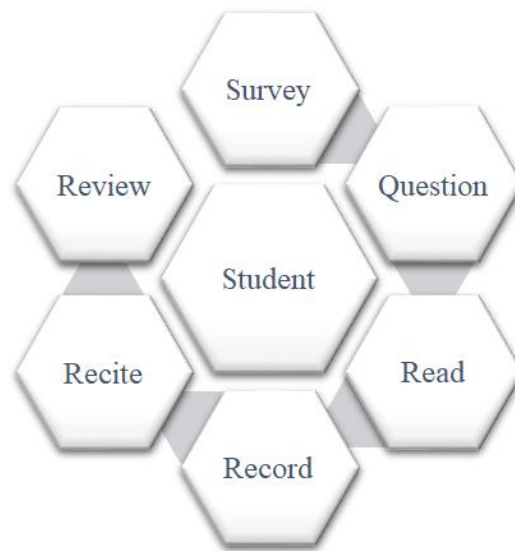 Survey
Question
Read
Record
Recite
Review
Student